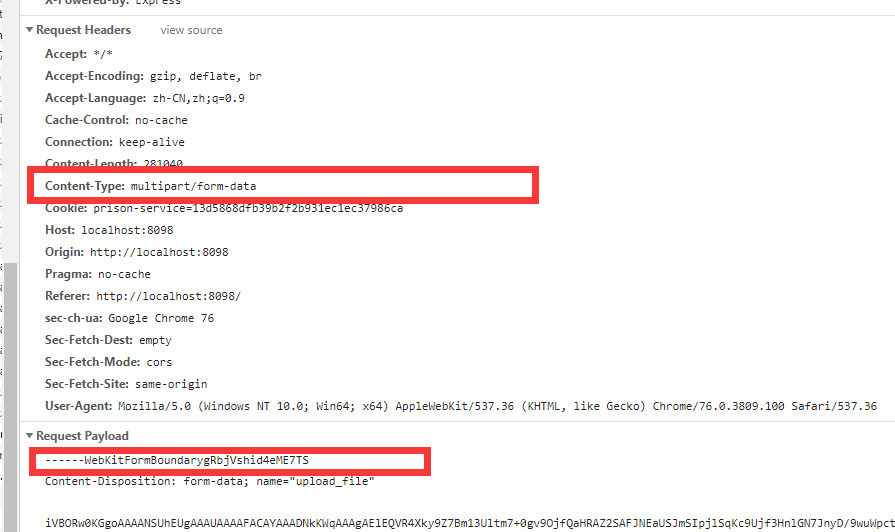 X-Powered-By: Express
Request Headers view source
Accept: */*
Accept-Encoding: gzip, deflate, br
Accept-Language: zh-CN,zh;q=0.9
Cache-Control: no-cache
Connection: keep-alive
Content-Length: 281040
Content-Type: multipart/form-data
Cookie: prison-service=13d5868dfb39b2f2b931ec1ec37986ca
Host: localhost:8098
Origin: http://localhost:8098
Pragma: no-cache
Referer: http://localhost:8098/
sec-ch-ua: Google Chrome 76
Sec-Fetch-Dest: empty
Sec-Fetch-Mode: cors
Sec-Fetch-Site: same-origin
User-Agent: Mozilla/5.0 (Windows NT 10.0; Win64; x64) AppleWebKit/537.36 (KHTML, like Gecko) Chrome/76.0.3809.100 Safari/537.36
Request Payload
------WebKitFormBoundarygRbjVshid4eME7TS
Content-Disposition: form-data; name="upload_file"
iVBORw0KGgoAAAANSUhEUgAAAUAAAAFACAYAAADNkKWqAAAgAElEQVR4Xky9Z7Bm13Ultm7+0gv9OjfQaHRAZ2SAFJNEaUSJmSIpjlSqKc9Ujf3HnlGN7JnyD/9wuWpct